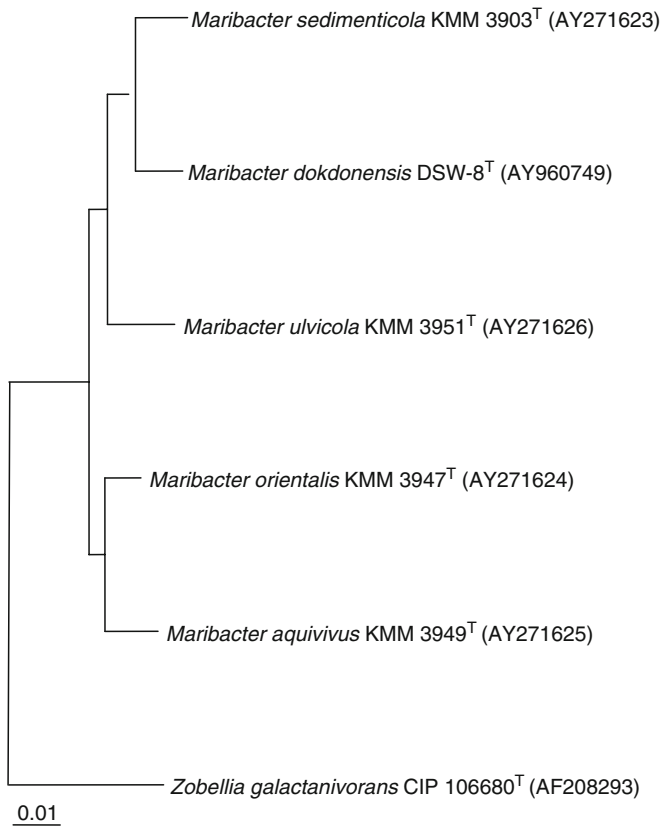 Maribacter sedimenticola KMM 3903ᵀ (AY271623)
Maribacter dokdonensis DSW-8ᵀ (AY960749)
Maribacter ulvicola KMM 3951ᵀ (AY271626)
Maribacter orientalis KMM 3947ᵀ (AY271624)
Maribacter aquivivus KMM 3949ᵀ (AY271625)
Zobellia galactanivorans CIP 106680ᵀ (AF208293)
0.01